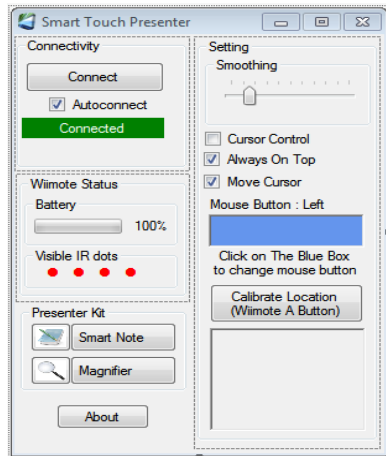 Smart Touch Presenter
Connectivity
Connect
Autoconnect
Connected
Wiimote Status
Battery
100%
Visible IR dots
Presenter Kit
Smart Note
Magnifier
About
Setting
Smoothing
Cursor Control
Always On Top
Move Cursor
Mouse Button : Left
Click on The Blue Box
to change mouse button
Calibrate Location
(Wiimote A Button)